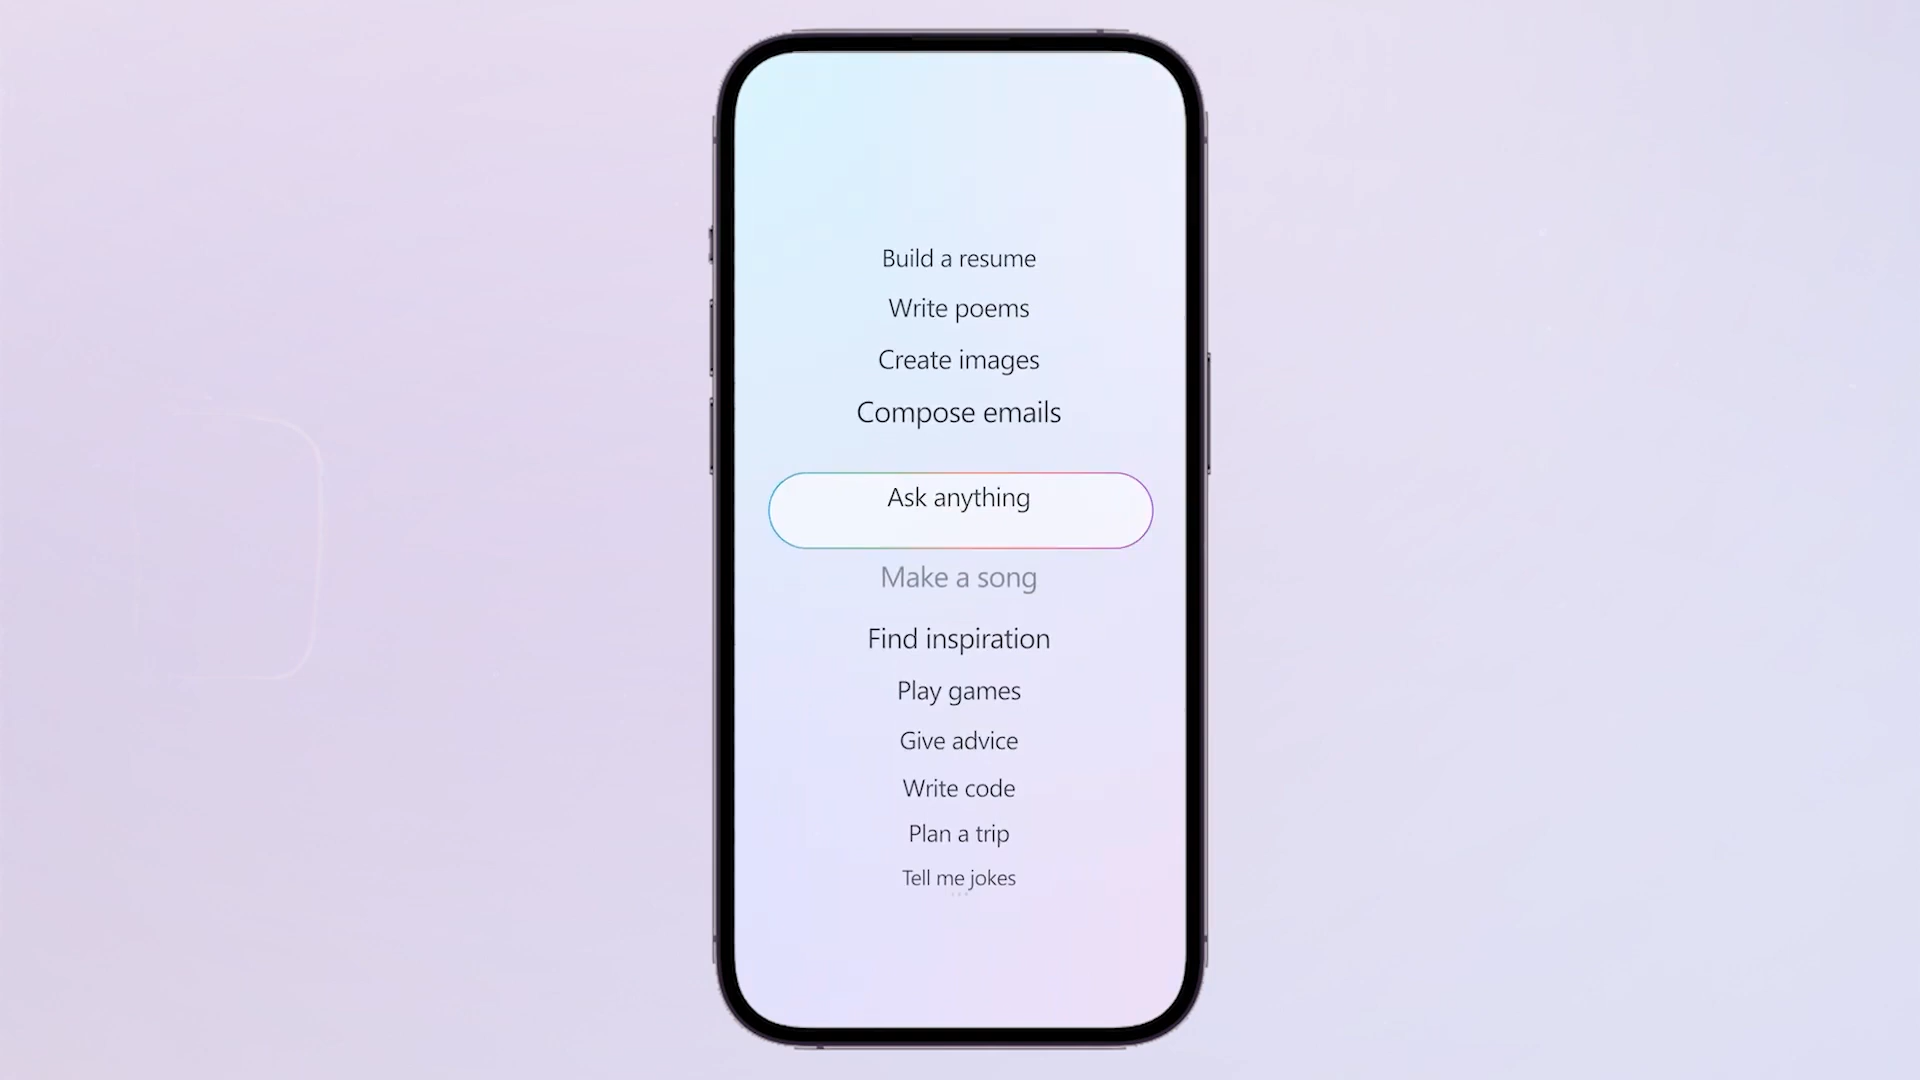 Build a resume
Write poems
Create images
Compose emails
Ask anything
Make a song
Find inspiration
Play games
Give advice
Write code
Plan a trip
Tell me jokes